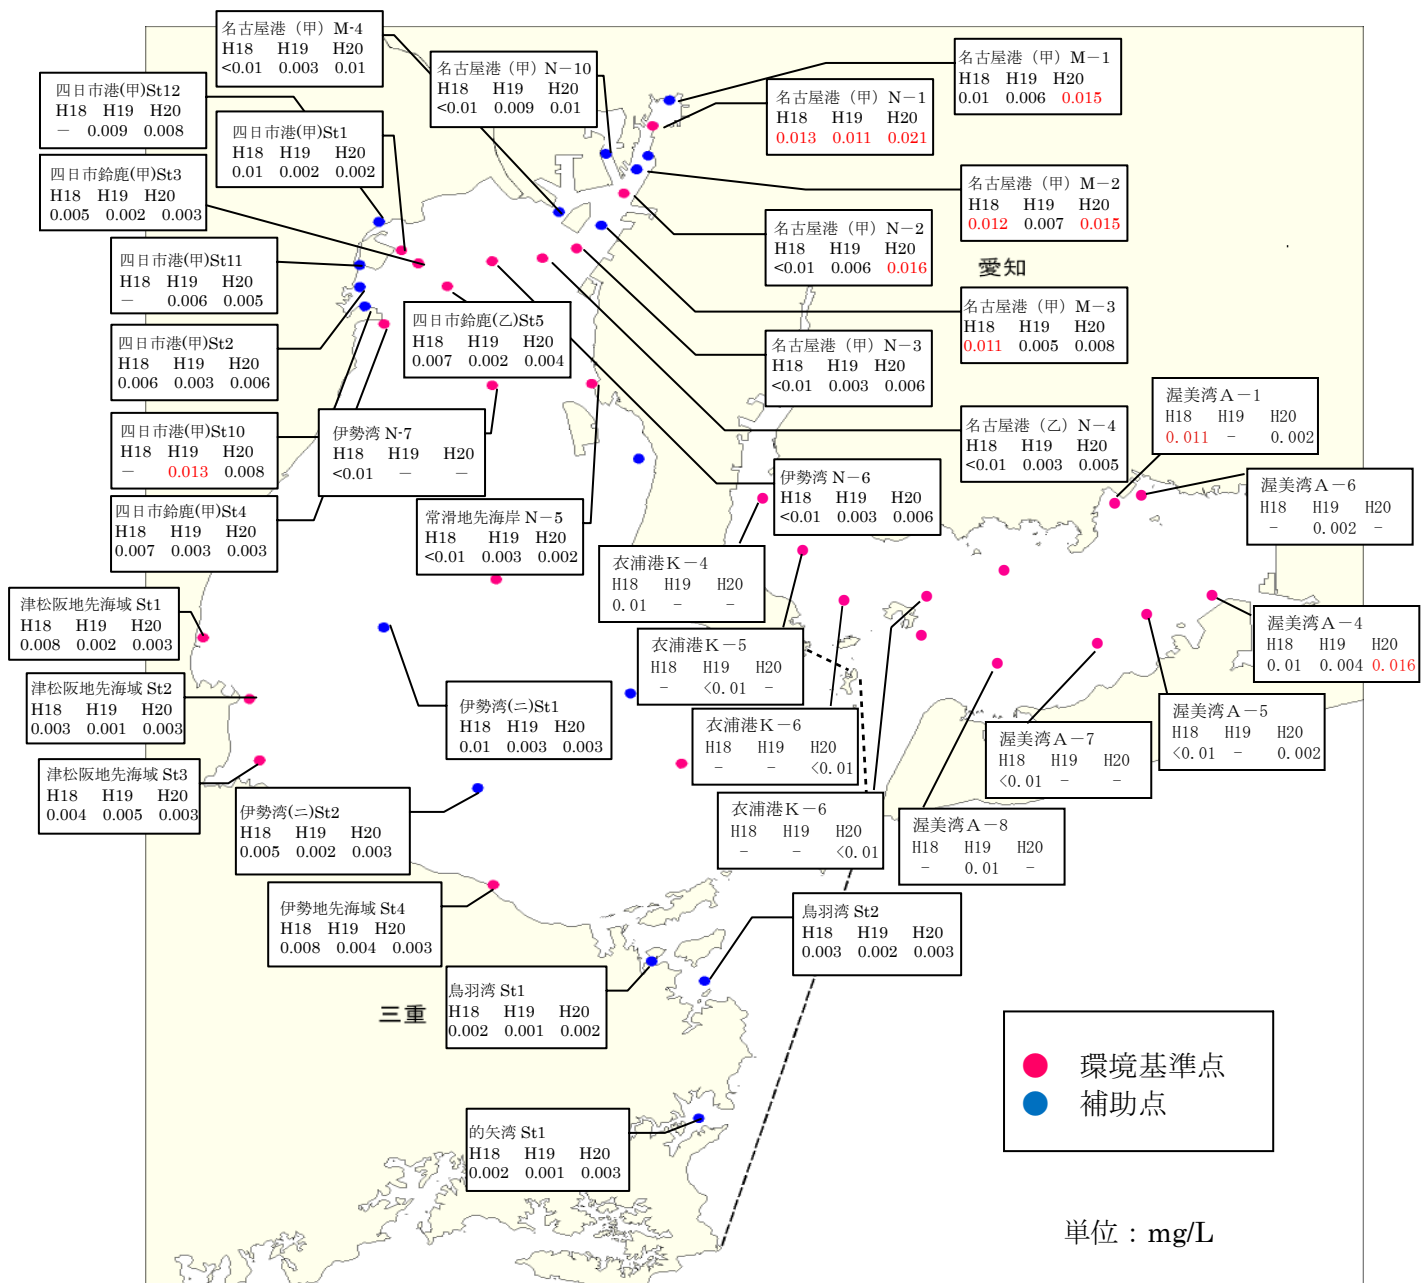 名古屋港（甲）M-4
H18 H19 H20
<0.01 0.003 0.01
名古屋港（甲）N－10
H18 H19 H20
<0.01 0.009 0.01
名古屋港（甲）M－1
H18 H19 H20
0.01 0.006 0.015
四日市港(甲)St12
H18 H19 H20
－ 0.009 0.008
名古屋港（甲）N－1
H18 H19 H20
0.013 0.011 0.021
四日市港(甲)St1
H18 H19 H20
0.01 0.002 0.002
四日市鈴鹿(甲)St3
H18 H19 H20
0.005 0.002 0.003
名古屋港（甲）M－2
H18 H19 H20
0.012 0.007 0.015
名古屋港（甲）N－2
H18 H19 H20
<0.01 0.006 0.016
愛知
四日市港(甲)St11
H18 H19 H20
－ 0.006 0.005
四日市鈴鹿(乙)St5
H18 H19 H20
0.007 0.002 0.004
名古屋港（甲）M－3
H18 H19 H20
0.011 0.005 0.008
四日市港(甲)St2
H18 H19 H20
0.006 0.003 0.006
名古屋港（甲）N－3
H18 H19 H20
<0.01 0.003 0.006
渥美湾A－1
H18 H19 H20
0.011 － 0.002
四日市港(甲)St10
H18 H19 H20
－ 0.013 0.008
伊勢湾 N-7
H18 H19 H20
<0.01 － －
名古屋港（乙）N－4
H18 H19 H20
<0.01 0.003 0.005
伊勢湾 N－6
H18 H19 H20
<0.01 0.003 0.006
渥美湾A－6
H18 H19 H20
－ 0.002 －
四日市鈴鹿(甲)St4
H18 H19 H20
0.007 0.003 0.003
常滑地先海岸 N－5
H18 H19 H20
<0.01 0.003 0.002
衣浦港K－4
H18 H19 H20
0.01 － －
津松阪地先海域 St1
H18 H19 H20
0.008 0.002 0.003
衣浦港K－5
H18 H19 H20
－ <0.01 －
渥美湾A－4
H18 H19 H20
0.01 0.004 0.016
津松阪地先海域 St2
H18 H19 H20
0.003 0.001 0.003
伊勢湾(ニ)St1
H18 H19 H20
0.01 0.003 0.003
衣浦港K－6
H18 H19 H20
－ － <0.01
渥美湾A－7
H18 H19 H20
<0.01 － －
渥美湾A－5
H18 H19 H20
<0.01 － 0.002
津松阪地先海域 St3
H18 H19 H20
0.004 0.005 0.003
伊勢湾(ニ)St2
H18 H19 H20
0.005 0.002 0.003
衣浦港K－6
H18 H19 H20
－ － <0.01
渥美湾A－8
H18 H19 H20
－ 0.01 －
伊勢地先海域 St4
H18 H19 H20
0.008 0.004 0.003
鳥羽湾 St2
H18 H19 H20
0.003 0.002 0.003
鳥羽湾 St1
H18 H19 H20
0.002 0.001 0.002
三重
環境基準点
補助点
的矢湾 St1
H18 H19 H20
0.002 0.001 0.003
単位：mg/L